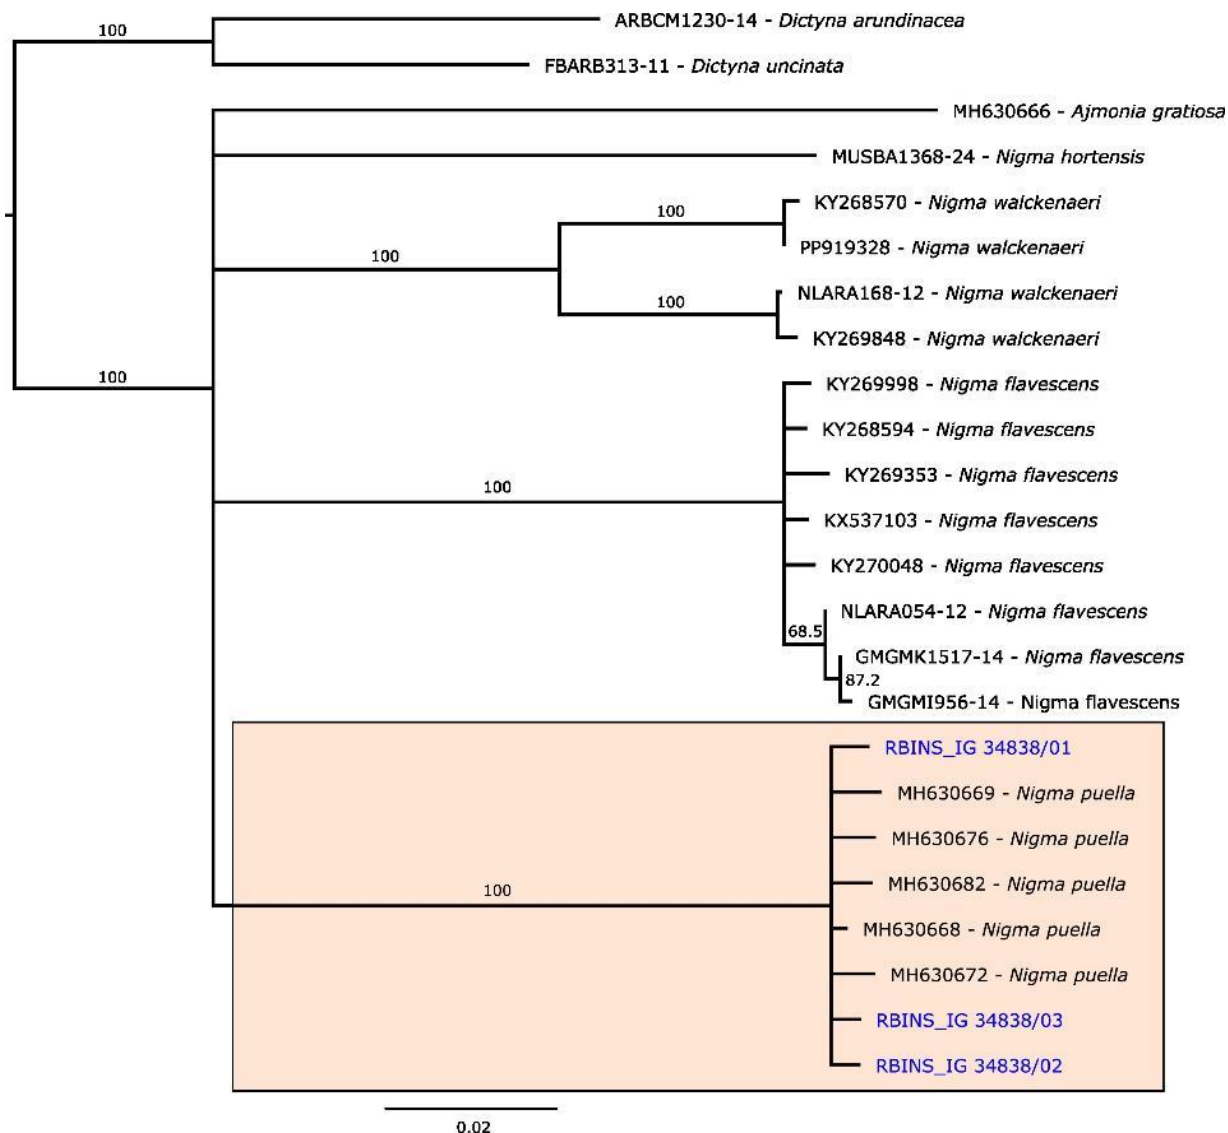 ARBCM1230-14 - Dictyna arundinacea
100
FBARB313-11 - Dictyna uncinata
MH630666 - Ajmonia gratiosa
MUSBA1368-24 - Nigma hortensis
KY268570 - Nigma walckenaeri
100
PP919328 - Nigma walckenaeri
100
NLARA168-12 - Nigma walckenaeri
100
KY269848 - Nigma walckenaeri
100
KY269998 - Nigma flavescens
KY268594 - Nigma flavescens
KY269353 - Nigma flavescens
100
KX537103 - Nigma flavescens
KY270048 - Nigma flavescens
NLARA054-12 - Nigma flavescens
68.5
GMGMK1517-14 - Nigma flavescens
87.2
GMGMI956-14 - Nigma flavescens
RBINS_IG 34838/01
MH630669 - Nigma puella
MH630676 - Nigma puella
MH630682 - Nigma puella
100
MH630668 - Nigma puella
MH630672 - Nigma puella
RBINS_IG 34838/03
RBINS_IG 34838/02
0.02